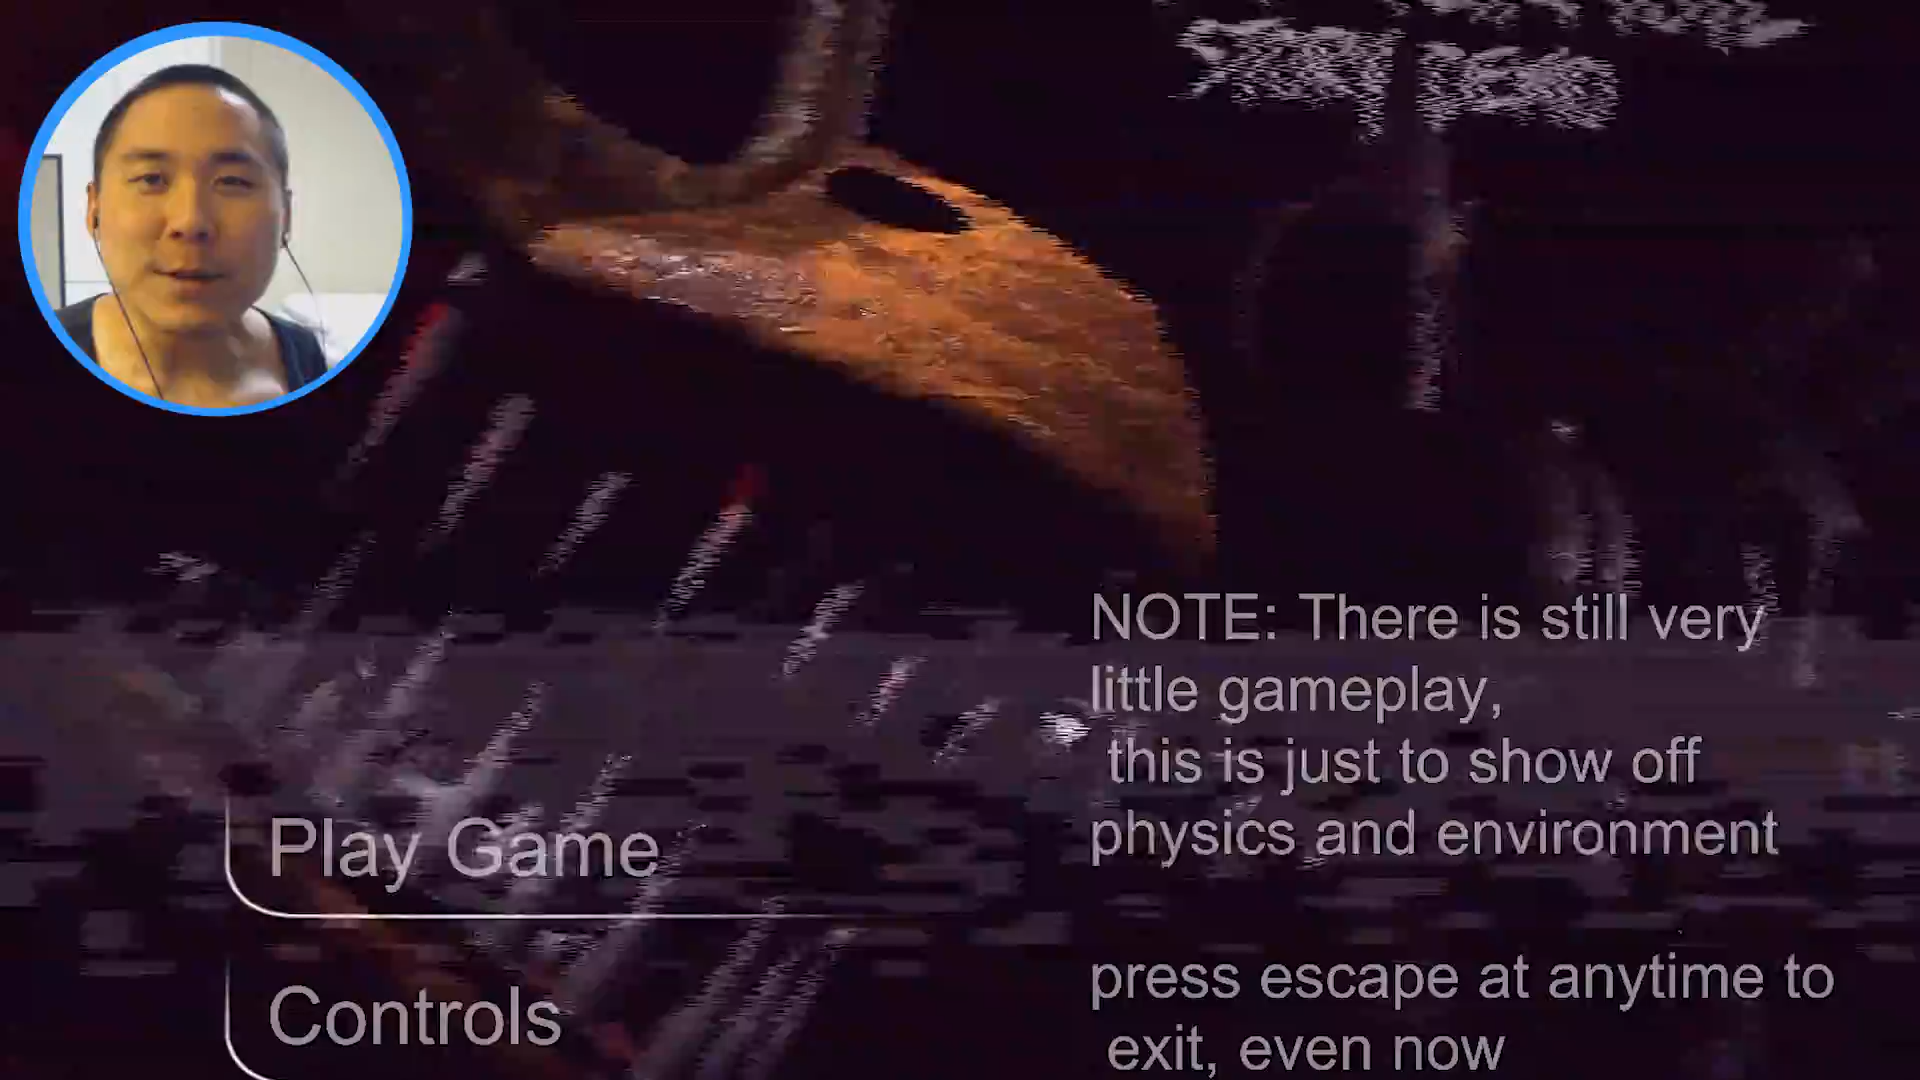 Play Game
Controls
NOTE: There is still very
little gameplay,
this is just to show off
physics and environment
press escape at anytime to
exit, even now